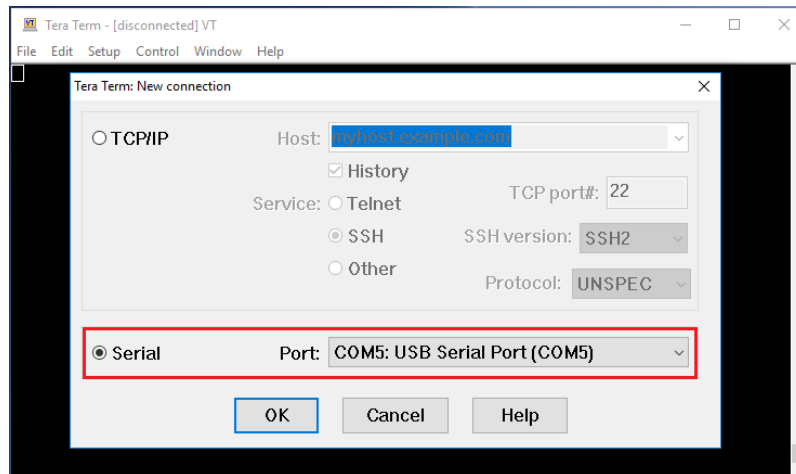 VT Tera Term - [disconnected] VT
File Edit Setup Control Window Help
Tera Term: New connection
TCP/IP Host: myhost.example.com
History
Service: Telnet TCP port#: 22
SSH SSH version: SSH2
Other Protocol: UNSPEC
Serial Port: COM5: USB Serial Port (COM5)
OK Cancel Help